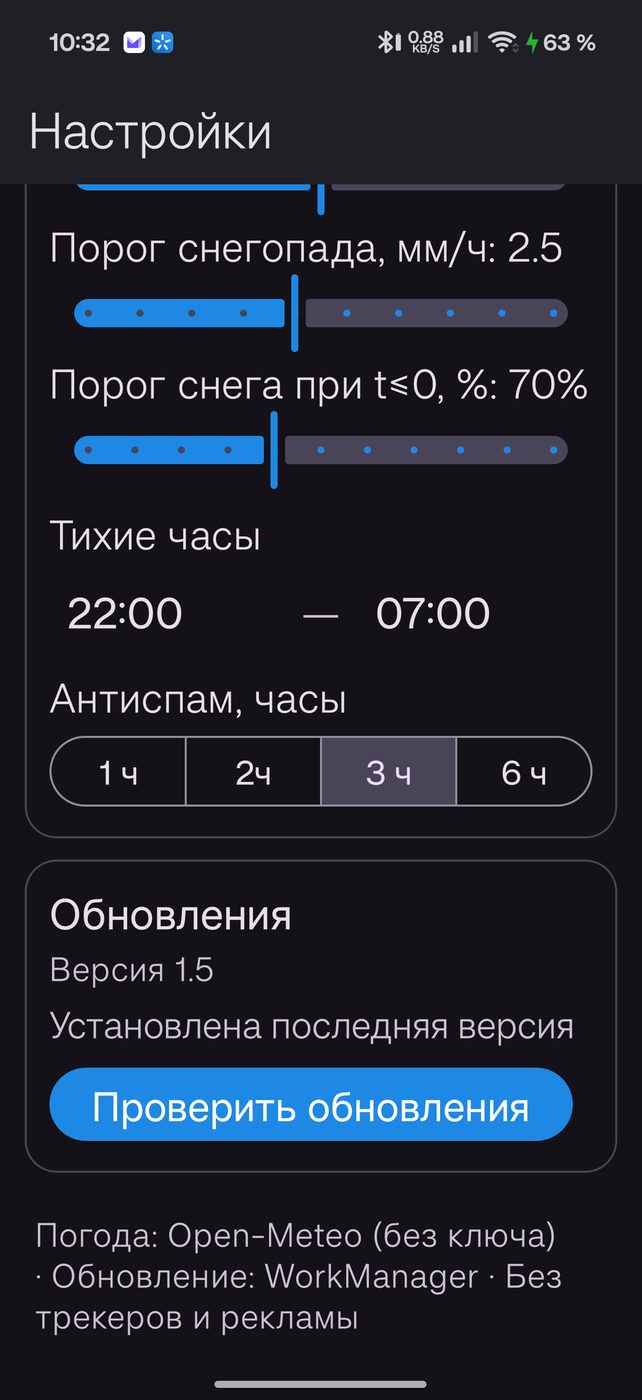 10:32 0.88 KB/S 63 %
Настройки
Порог снегопада, мм/ч: 2.5
Порог снега при t≤0, %: 70%
Тихие часы
22:00 — 07:00
Антиспам, часы
1 ч 2ч 3 ч 6 ч
Обновления
Версия 1.5
Установлена последняя версия
Проверить обновления
Погода: Open-Meteo (без ключа)
· Обновление: WorkManager · Без
трекеров и рекламы